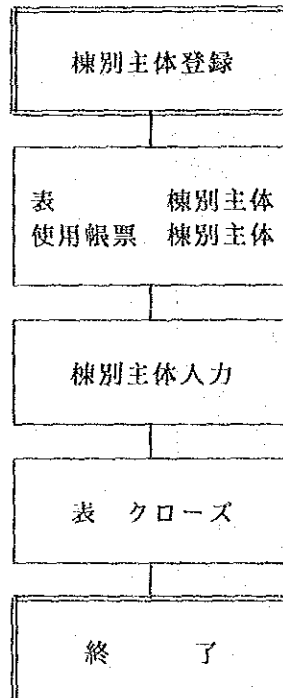 棟別主体登録
表 棟別主体
使用帳票 棟別主体
棟別主体入力
表 クローズ
終 了